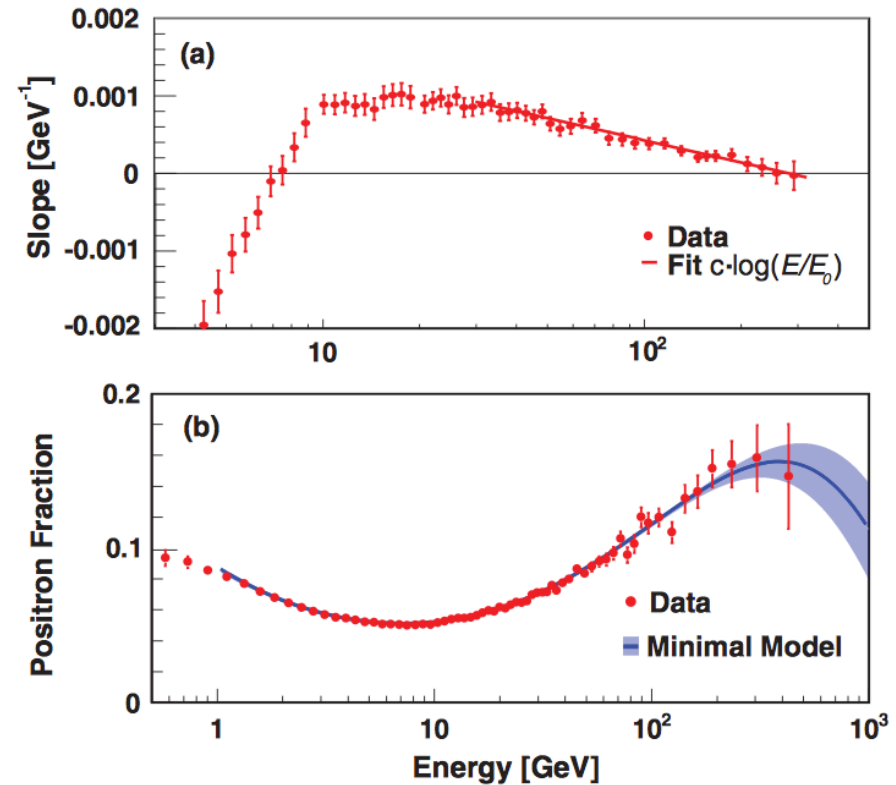 0.002
(a)
0.001
0
-0.001
-0.002
Slope [GeV⁻¹]
Data
Fit c·log(E/E₀)
10
10²
0.2
(b)
0.1
0
Positron Fraction
Data
Minimal Model
1
10
10²
10³
Energy [GeV]